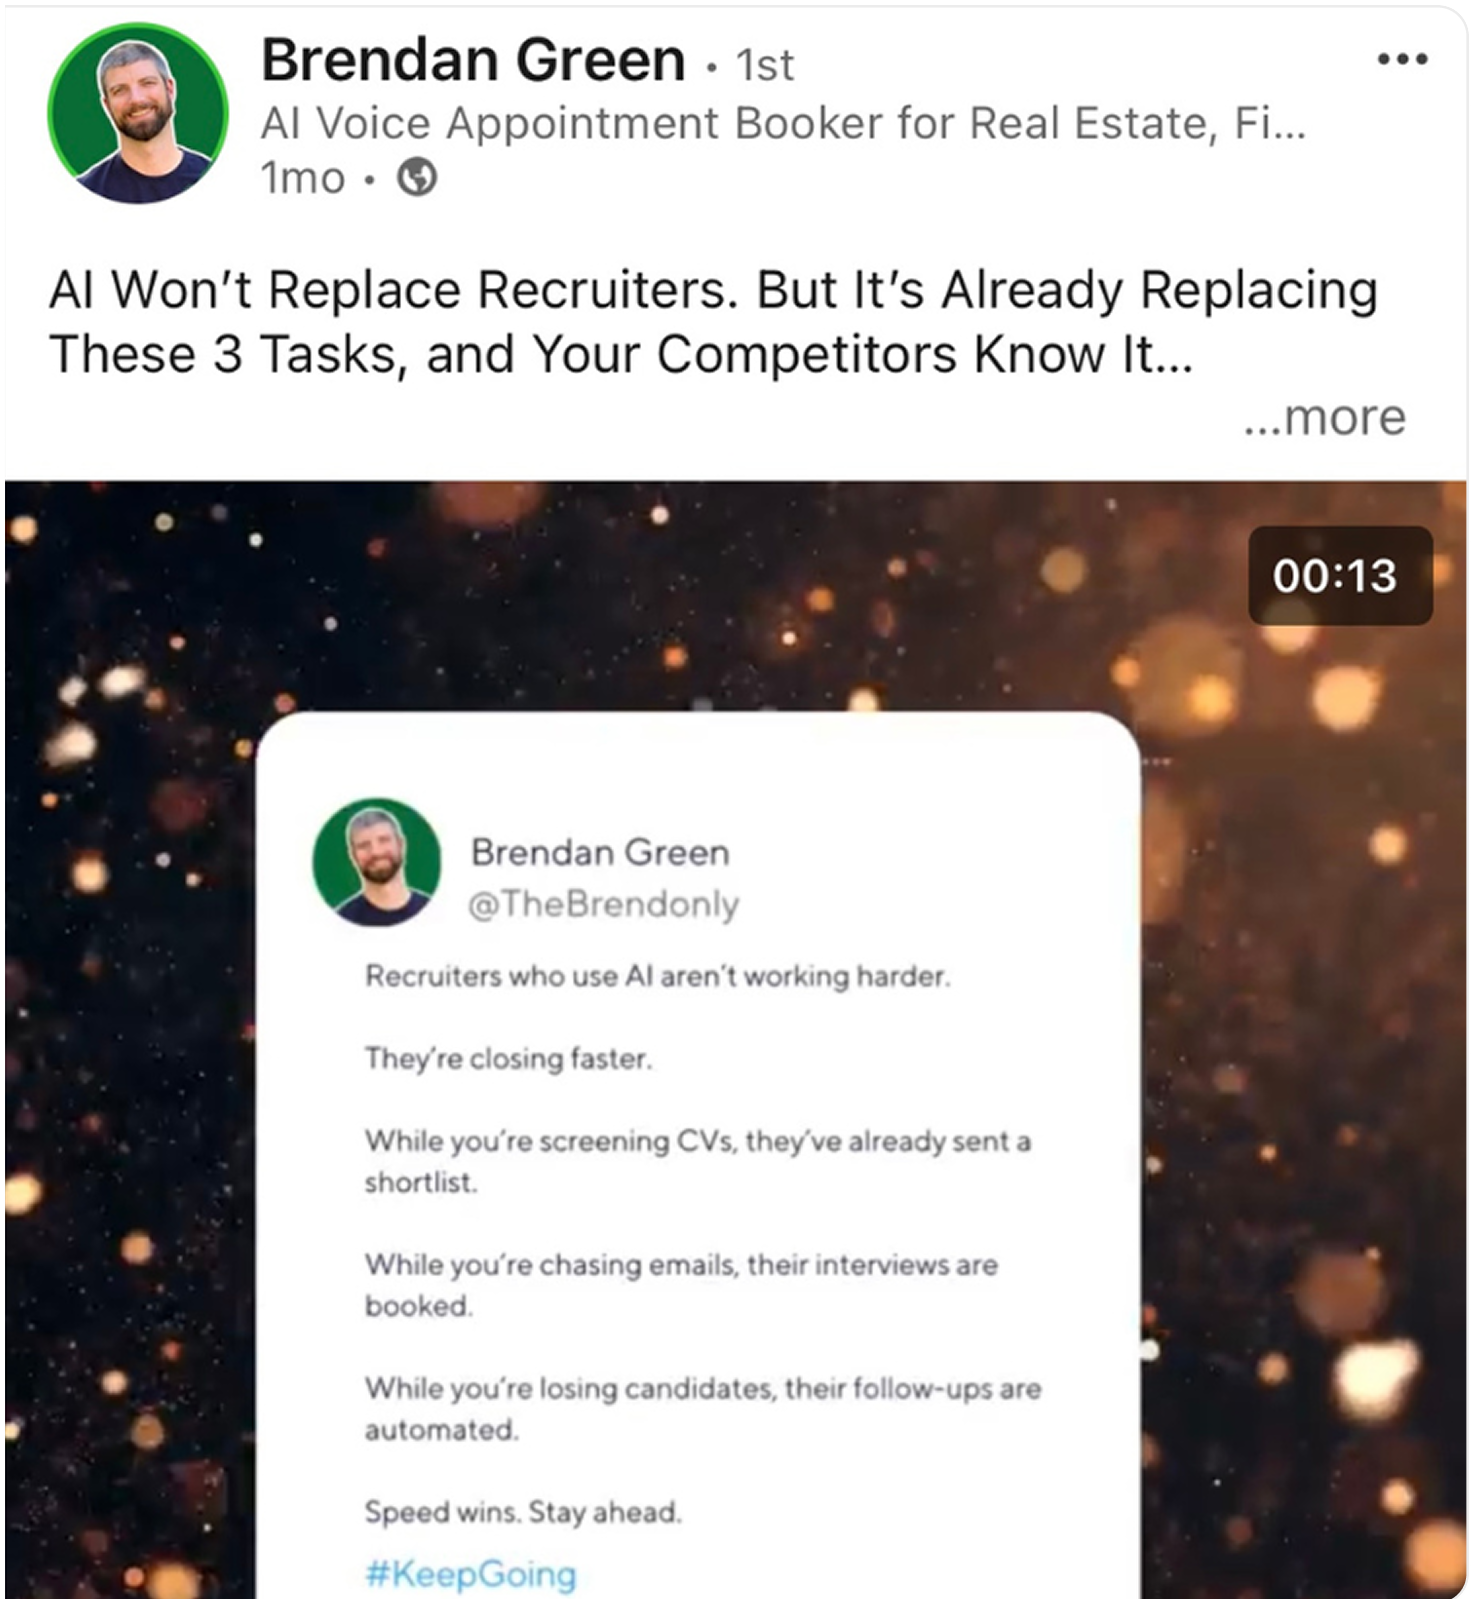 Brendan Green · 1st
AI Voice Appointment Booker for Real Estate, Fi...
1mo ·
AI Won’t Replace Recruiters. But It’s Already Replacing
These 3 Tasks, and Your Competitors Know It...
...more
00:13
Brendan Green
@TheBrendonly
Recruiters who use AI aren’t working harder.
They’re closing faster.
While you’re screening CVs, they’ve already sent a
shortlist.
While you’re chasing emails, their interviews are
booked.
While you’re losing candidates, their follow-ups are
automated.
Speed wins. Stay ahead.
#KeepGoing